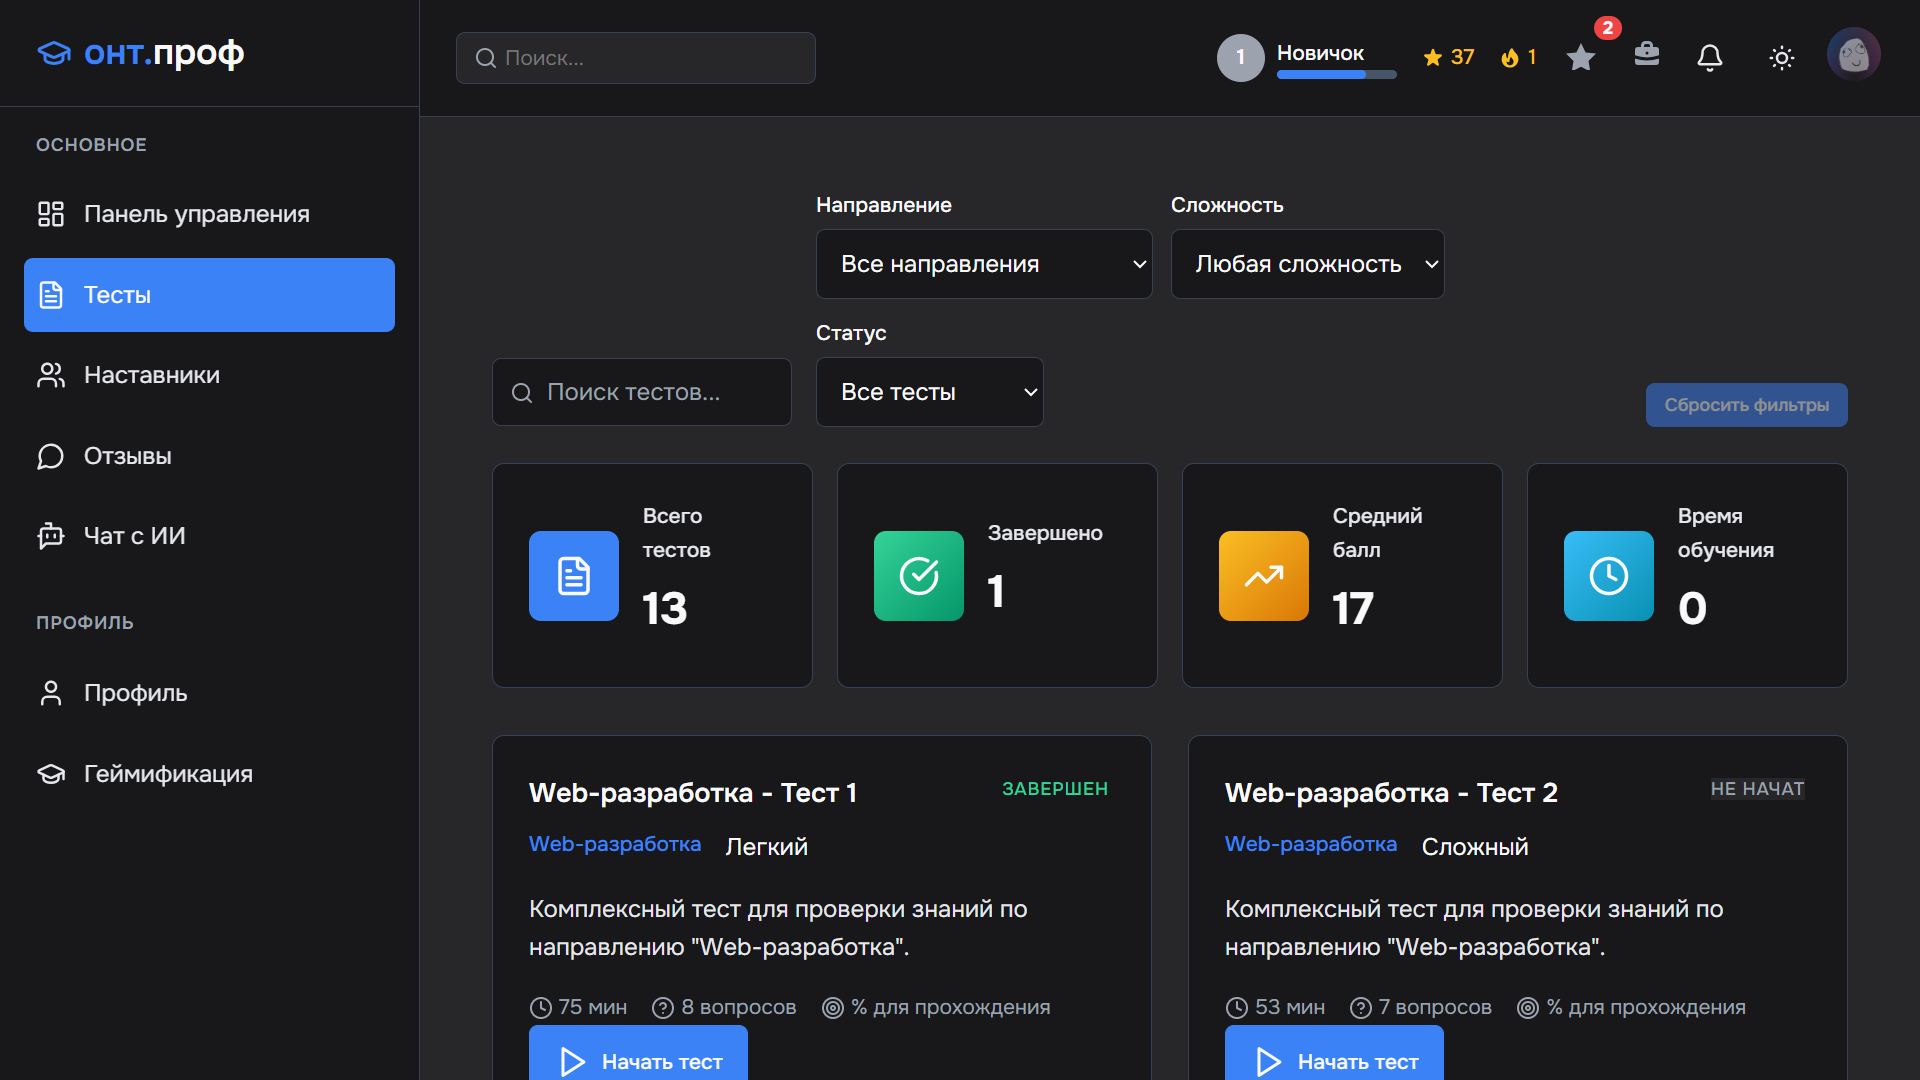 онт.проф
Поиск...
1
Новичок
37
1
2
ОСНОВНОЕ
Панель управления
Тесты
Наставники
Отзывы
Чат с ИИ
ПРОФИЛЬ
Профиль
Геймификация
Направление
Все направления
Сложность
Любая сложность
Поиск тестов...
Статус
Все тесты
Сбросить фильтры
Всего
тестов
13
Завершено
1
Средний
балл
17
Время
обучения
0
Web-разработка - Тест 1
ЗАВЕРШЕН
Web-разработка
Легкий
Комплексный тест для проверки знаний по
направлению "Web-разработка".
75 мин
8 вопросов
% для прохождения
Начать тест
Web-разработка - Тест 2
НЕ НАЧАТ
Web-разработка
Сложный
Комплексный тест для проверки знаний по
направлению "Web-разработка".
53 мин
7 вопросов
% для прохождения
Начать тест